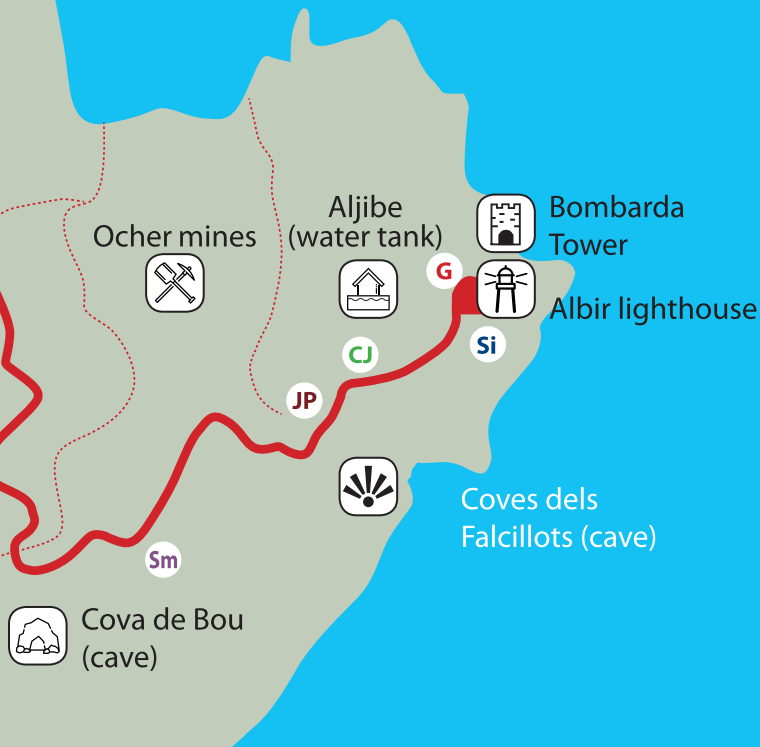 Aljibe
(water tank)
Ocher mines
Bombarda
Tower
G
Albir lighthouse
Si
CJ
JP
Coves dels
Falcillots (cave)
Sm
Cova de Bou
(cave)